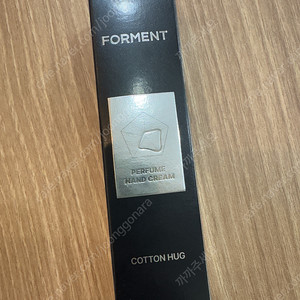 FORMENT
PERFUME
HAND CREAM
COTTON HUG